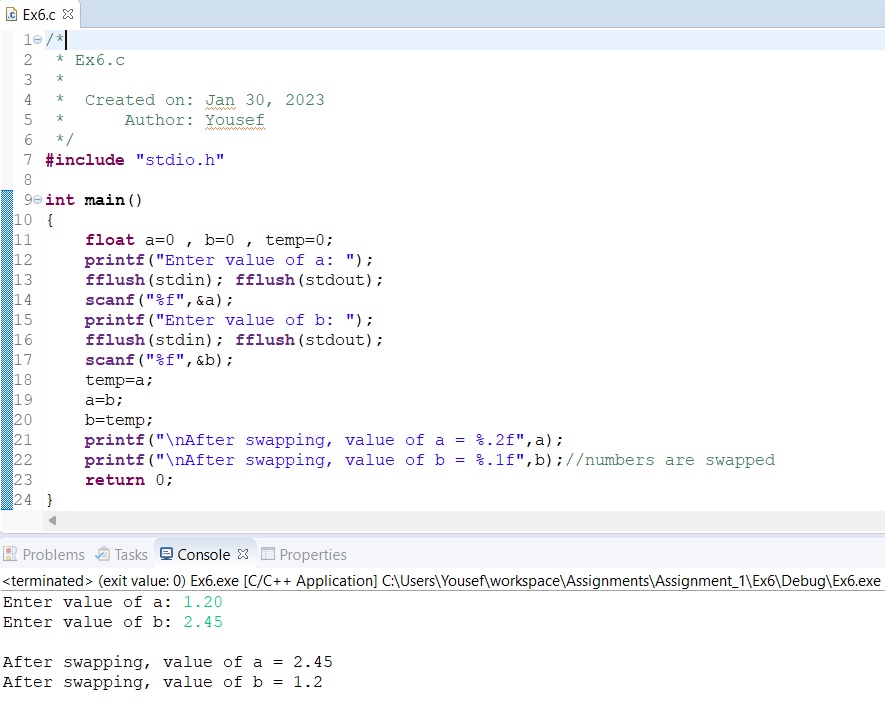 Ex6.c
1 /*
2  * Ex6.c
3  *
4  *  Created on: Jan 30, 2023
5  *      Author: Yousef
6  */
7 #include "stdio.h"
8
9 int main()
10 {
11     float a=0 , b=0 , temp=0;
12     printf("Enter value of a: ");
13     fflush(stdin); fflush(stdout);
14     scanf("%f",&a);
15     printf("Enter value of b: ");
16     fflush(stdin); fflush(stdout);
17     scanf("%f",&b);
18     temp=a;
19     a=b;
20     b=temp;
21     printf("\nAfter swapping, value of a = %.2f",a);
22     printf("\nAfter swapping, value of b = %.1f",b);//numbers are swapped
23     return 0;
24 }
Problems Tasks Console Properties
<terminated> (exit value: 0) Ex6.exe [C/C++ Application] C:\Users\Yousef\workspace\Assignments\Assignment_1\Ex6\Debug\Ex6.exe
Enter value of a: 1.20
Enter value of b: 2.45

After swapping, value of a = 2.45
After swapping, value of b = 1.2